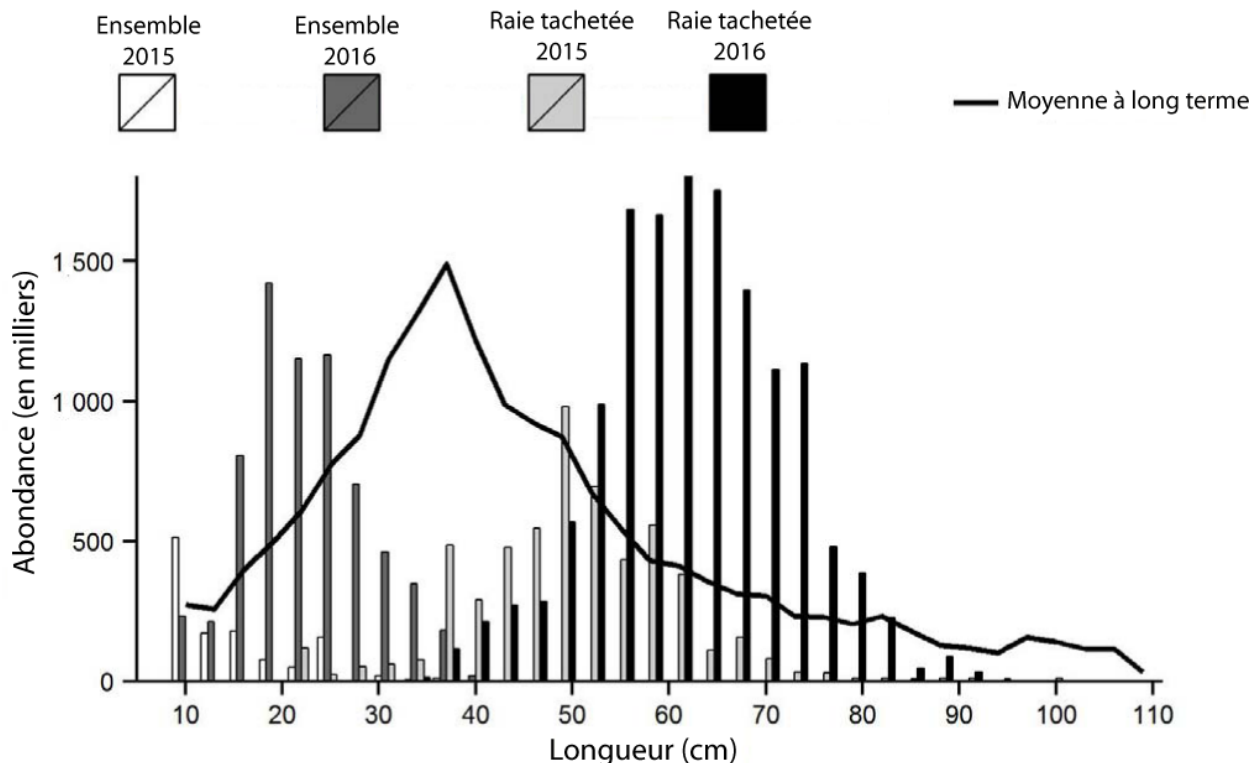 Ensemble
2015
Ensemble
2016
Raie tachetée
2015
Raie tachetée
2016
Moyenne à long terme
Abondance (en milliers)
1 500
1 000
500
0
10 20 30 40 50 60 70 80 90 100 110
Longueur (cm)